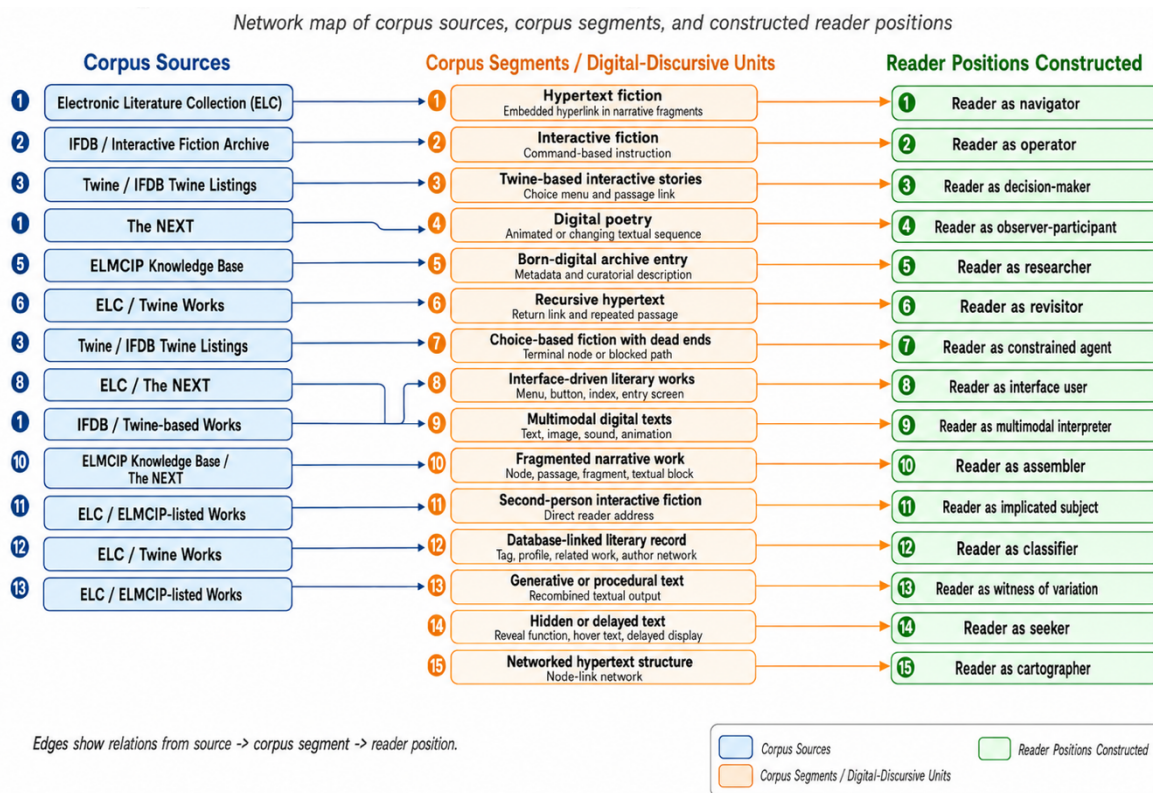 Network map of corpus sources, corpus segments, and constructed reader positions
Corpus Sources
1 Electronic Literature Collection (ELC)
2 IFDB / Interactive Fiction Archive
3 Twine / IFDB Twine Listings
1 The NEXT
5 ELMCIP Knowledge Base
6 ELC / Twine Works
3 Twine / IFDB Twine Listings
8 ELC / The NEXT
1 IFDB / Twine-based Works
10 ELMCIP Knowledge Base /
The NEXT
11 ELC / ELMCIP-listed Works
12 ELC / Twine Works
13 ELC / ELMCIP-listed Works
Corpus Segments / Digital-Discursive Units
1 Hypertext fiction
Embedded hyperlink in narrative fragments
2 Interactive fiction
Command-based instruction
3 Twine-based interactive stories
Choice menu and passage link
4 Digital poetry
Animated or changing textual sequence
5 Born-digital archive entry
Metadata and curatorial description
6 Recursive hypertext
Return link and repeated passage
7 Choice-based fiction with dead ends
Terminal node or blocked path
8 Interface-driven literary works
Menu, button, index, entry screen
9 Multimodal digital texts
Text, image, sound, animation
10 Fragmented narrative work
Node, passage, fragment, textual block
11 Second-person interactive fiction
Direct reader address
12 Database-linked literary record
Tag, profile, related work, author network
13 Generative or procedural text
Recombined textual output
14 Hidden or delayed text
Reveal function, hover text, delayed display
15 Networked hypertext structure
Node-link network
Reader Positions Constructed
1 Reader as navigator
2 Reader as operator
3 Reader as decision-maker
4 Reader as observer-participant
5 Reader as researcher
6 Reader as revisitor
7 Reader as constrained agent
8 Reader as interface user
9 Reader as multimodal interpreter
10 Reader as assembler
11 Reader as implicated subject
12 Reader as classifier
13 Reader as witness of variation
14 Reader as seeker
15 Reader as cartographer
Edges show relations from source -> corpus segment -> reader position.
Corpus Sources
Reader Positions Constructed
Corpus Segments / Digital-Discursive Units